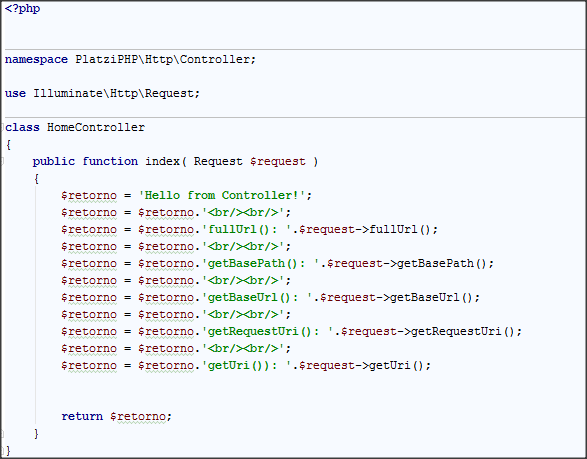 <?php
namespace PlatziPHP\Http\Controller;
use Illuminate\Http\Request;
class HomeController
{
    public function index( Request $request )
    {
        $retorno = 'Hello from Controller!';
        $retorno = $retorno.'<br/><br/>';
        $retorno = $retorno.'fullUrl(): '.$request->fullUrl();
        $retorno = $retorno.'<br/><br/>';
        $retorno = $retorno.'getBasePath(): '.$request->getBasePath();
        $retorno = $retorno.'<br/><br/>';
        $retorno = $retorno.'getBaseUrl(): '.$request->getBaseUrl();
        $retorno = $retorno.'<br/><br/>';
        $retorno = $retorno.'getRequestUri(): '.$request->getRequestUri();
        $retorno = $retorno.'<br/><br/>';
        $retorno = $retorno.'getUri()): '.$request->getUri();
        return $retorno;
    }
}